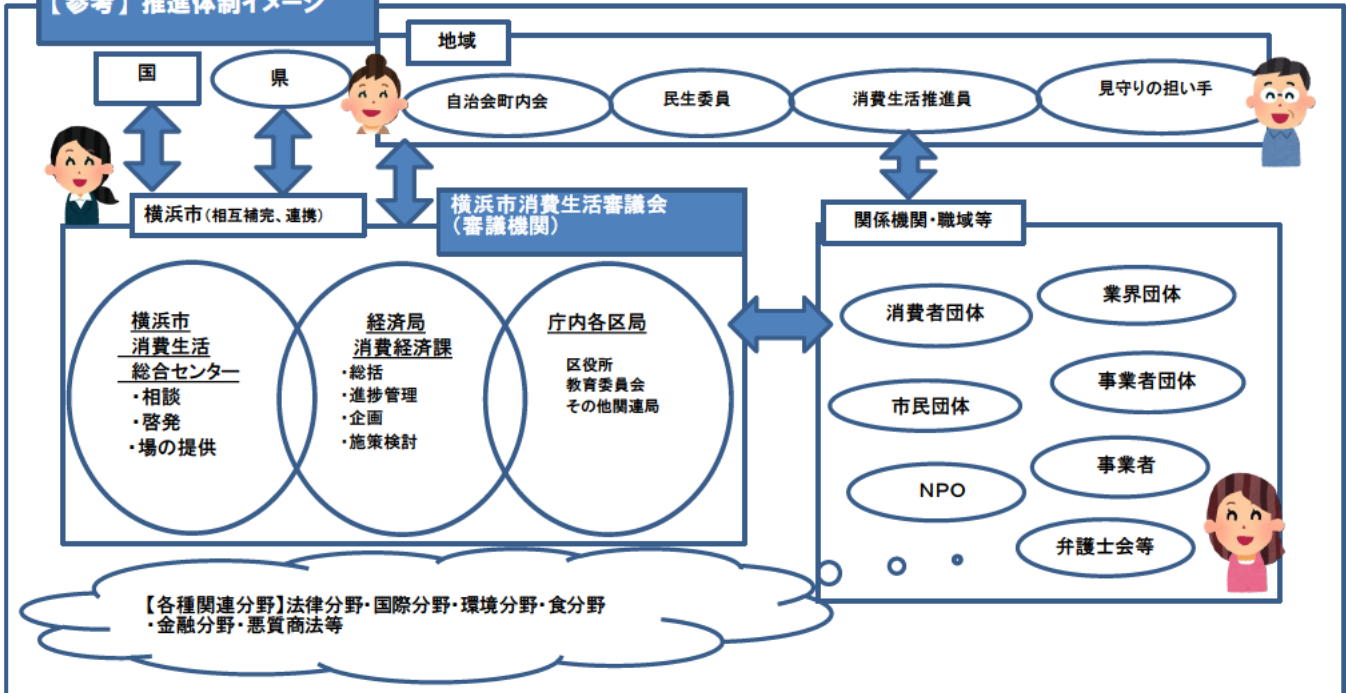 【参考】推進体制イメージ
国
県
地域
自治会町内会
民生委員
消費生活推進員
見守りの担い手
横浜市(相互補完、連携)
横浜市消費生活審議会
(審議機関)
横浜市
消費生活
総合センター
・相談
・啓発
・場の提供
経済局
消費経済課
・総括
・進捗管理
・企画
・施策検討
庁内各区局
区役所
教育委員会
その他関連局
関係機関・職域等
消費者団体
業界団体
市民団体
事業者団体
NPO
事業者
弁護士会等
【各種関連分野】法律分野・国際分野・環境分野・食分野
・金融分野・悪質商法等